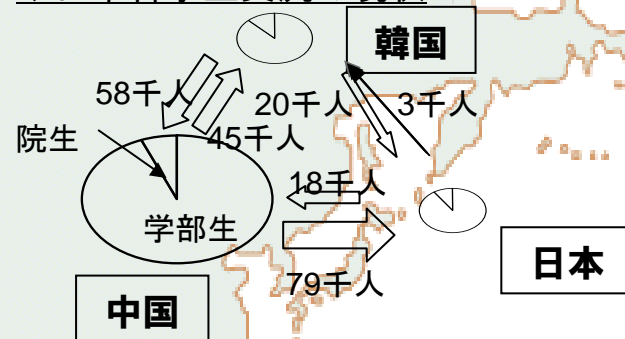 韓国
58千人
20千人
3千人
院生
45千人
18千人
学部生
日本
79千人
中国